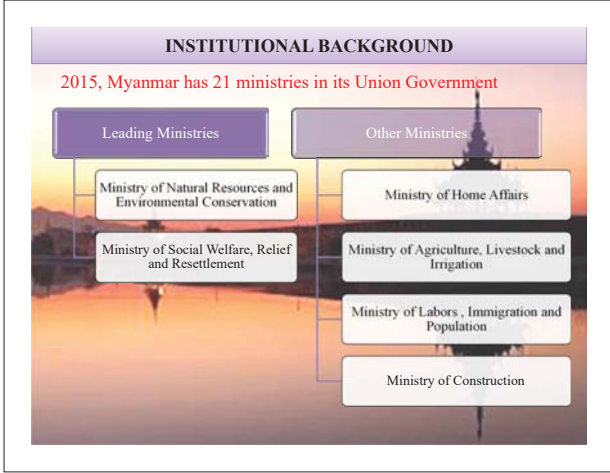 INSTITUTIONAL BACKGROUND
2015, Myanmar has 21 ministries in its Union Government
Leading Ministries
Ministry of Natural Resources and
Environmental Conservation
Ministry of Social Welfare, Relief
and Resettlement
Other Ministries
Ministry of Home Affairs
Ministry of Agriculture, Livestock and
Irrigation
Ministry of Labors , Immigration and
Population
Ministry of Construction